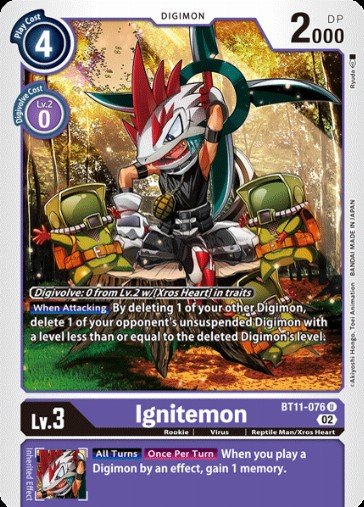 Play Cost
4
DIGIMON
DP
2000
Digivolve Cost
Lv.2
0
Ryuda
©Akiyoshi Hongo, Toei Animation BANDAI MADE IN JAPAN
Digivolve: 0 from Lv.2 w/[Xros Heart] in traits
When Attacking By deleting 1 of your other Digimon,
delete 1 of your opponent's unsuspended Digimon with
a level less than or equal to the deleted Digimon's level.
Lv.3
Ignitemon
BT11-076 U
02
Rookie Virus Reptile Man/Xros Heart
Inherited Effect
All Turns Once Per Turn When you play a
Digimon by an effect, gain 1 memory.